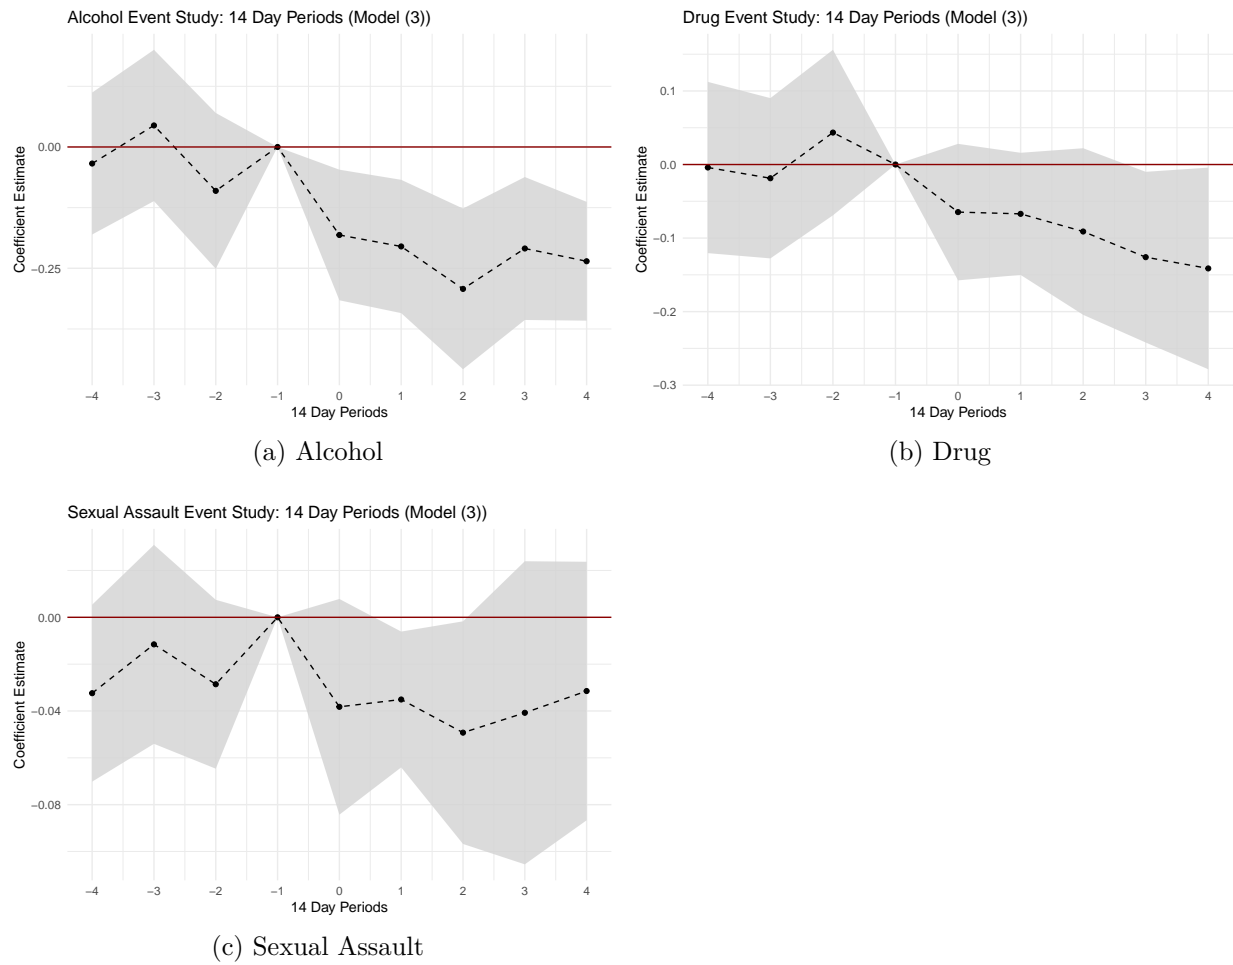 Alcohol Event Study: 14 Day Periods (Model (3))
Coefficient Estimate
0.00
−0.25
−4 −3 −2 −1 0 1 2 3 4
14 Day Periods
(a) Alcohol
Drug Event Study: 14 Day Periods (Model (3))
Coefficient Estimate
0.1
0.0
−0.1
−0.2
−0.3
−4 −3 −2 −1 0 1 2 3 4
14 Day Periods
(b) Drug
Sexual Assault Event Study: 14 Day Periods (Model (3))
Coefficient Estimate
0.00
−0.04
−0.08
−4 −3 −2 −1 0 1 2 3 4
14 Day Periods
(c) Sexual Assault